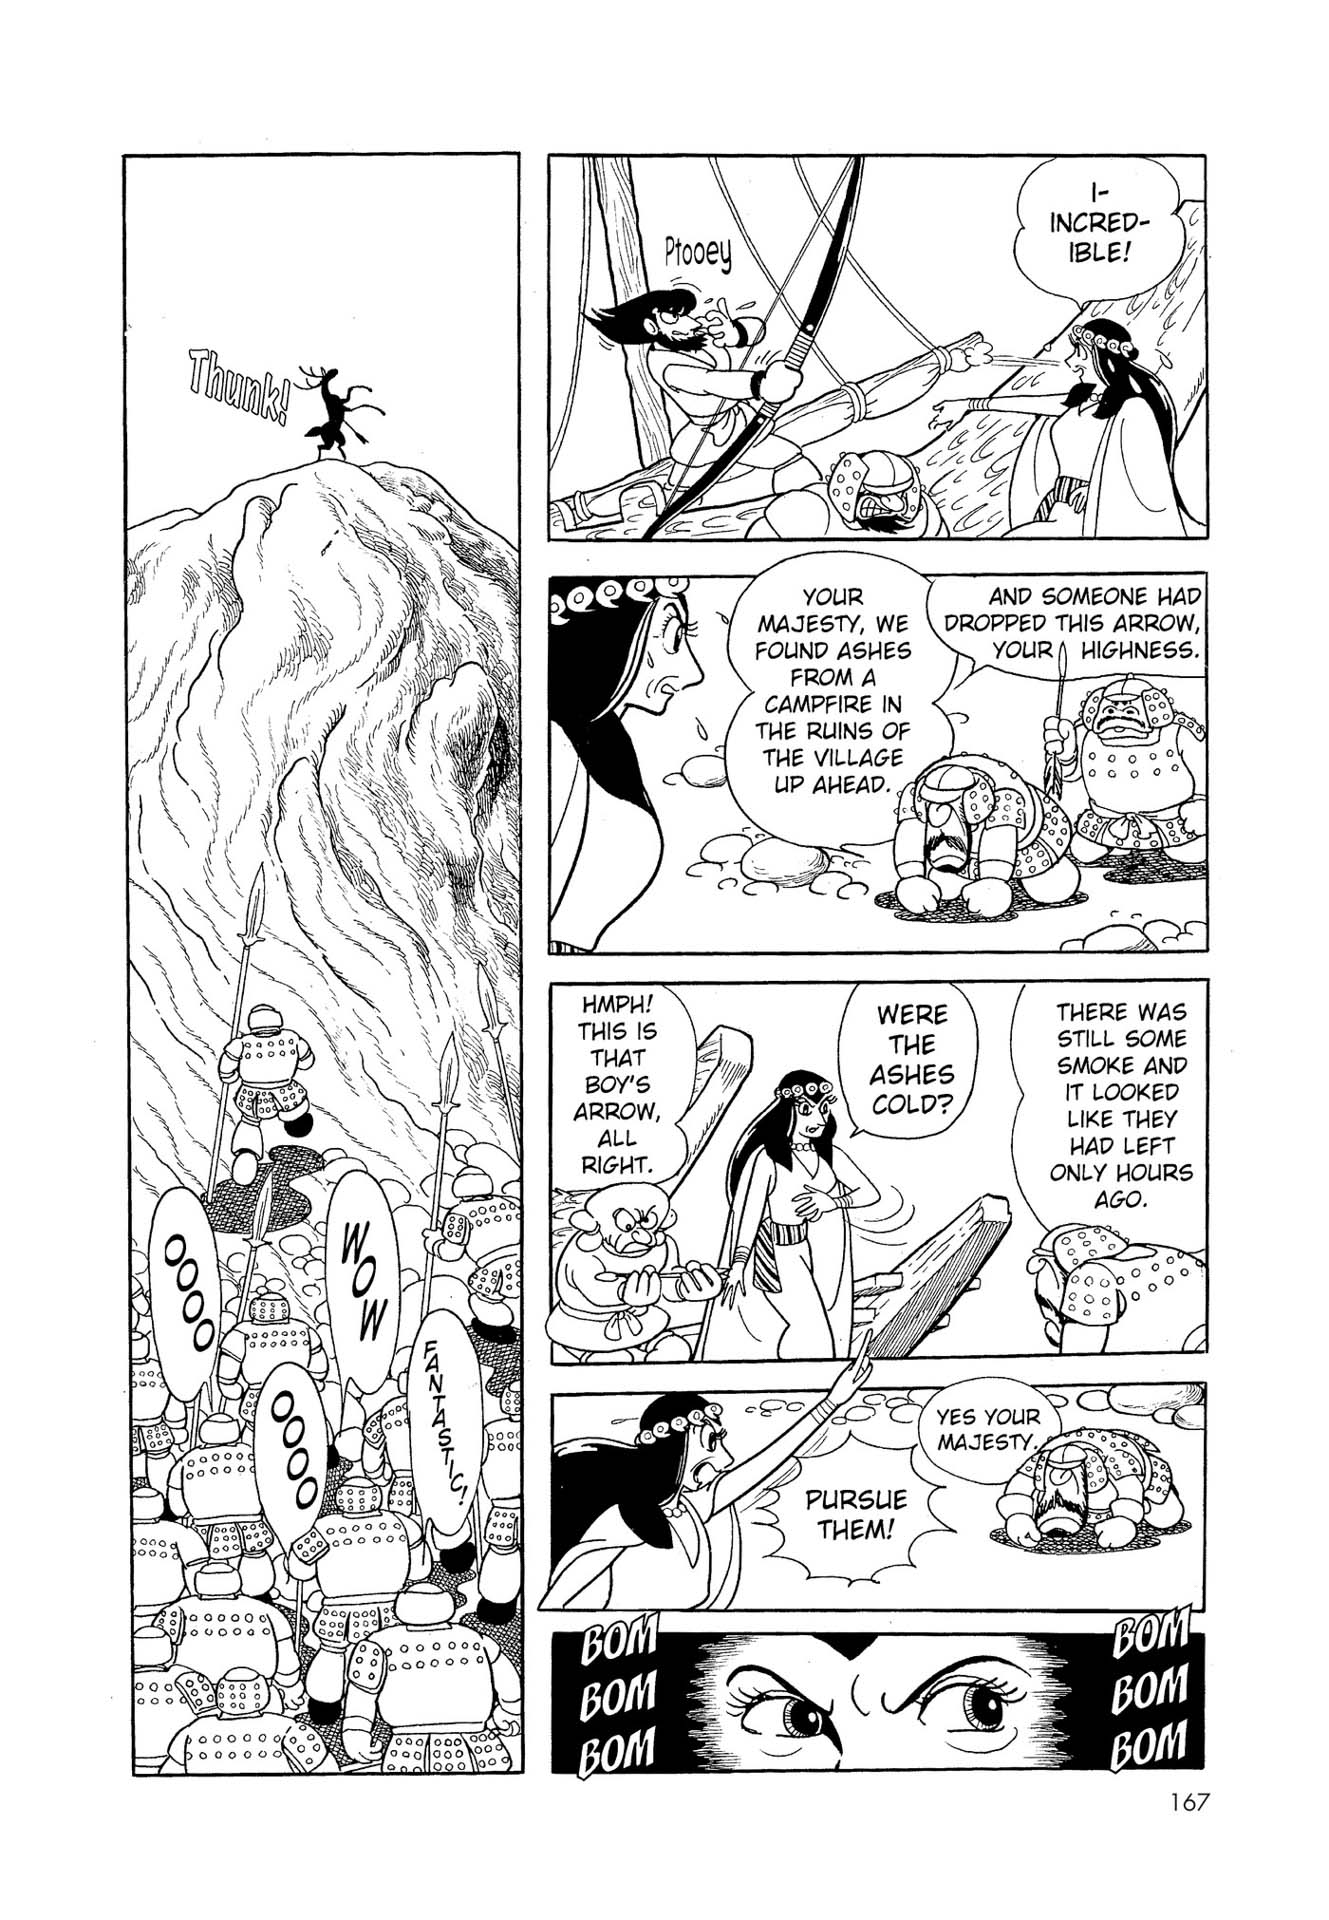 Thunk!
OOOO
WOW
OOOO
FANTASTIC!
Ptooey
I-
INCRED-
IBLE!
YOUR
MAJESTY, WE
FOUND ASHES
FROM A
CAMPFIRE IN
THE RUINS OF
THE VILLAGE
UP AHEAD.
AND SOMEONE HAD
DROPPED THIS ARROW,
YOUR HIGHNESS.
HMPH!
THIS IS
THAT
BOY'S
ARROW,
ALL
RIGHT.
WERE
THE
ASHES
COLD?
THERE WAS
STILL SOME
SMOKE AND
IT LOOKED
LIKE THEY
HAD LEFT
ONLY HOURS
AGO.
PURSUE
THEM!
YES YOUR
MAJESTY.
BOM
BOM
BOM
BOM
BOM
BOM
167